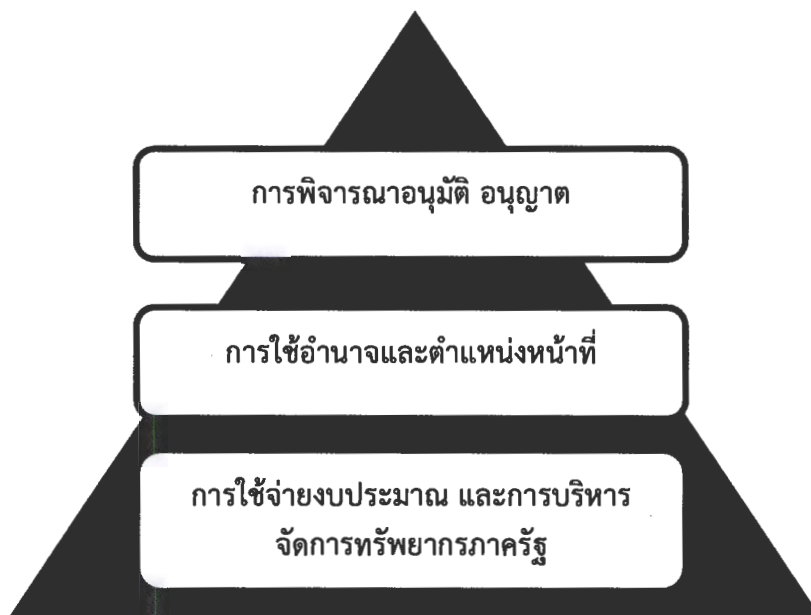 การพิจารณาอนุมัติ อนุญาต
การใช้อำนาจและตำแหน่งหน้าที่
การใช้จ่ายงบประมาณ และการบริหาร
จัดการทรัพยากรภาครัฐ